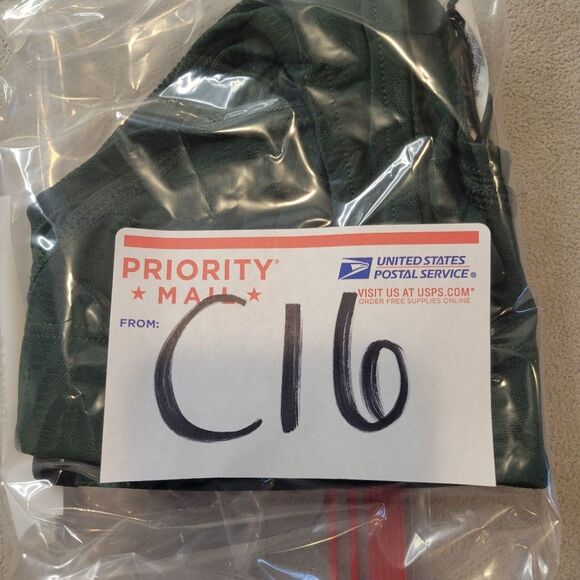 PRIORITY®
★ MAIL ★
UNITED STATES
POSTAL SERVICE®
VISIT US AT USPS.COM®
ORDER FREE SUPPLIES ONLINE
FROM:
C16